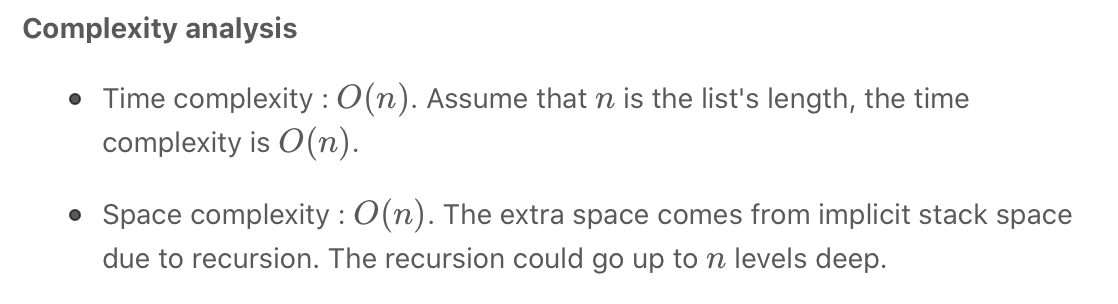 Complexity analysis
• Time complexity : O(n). Assume that n is the list's length, the time
complexity is O(n).
• Space complexity : O(n). The extra space comes from implicit stack space
due to recursion. The recursion could go up to n levels deep.